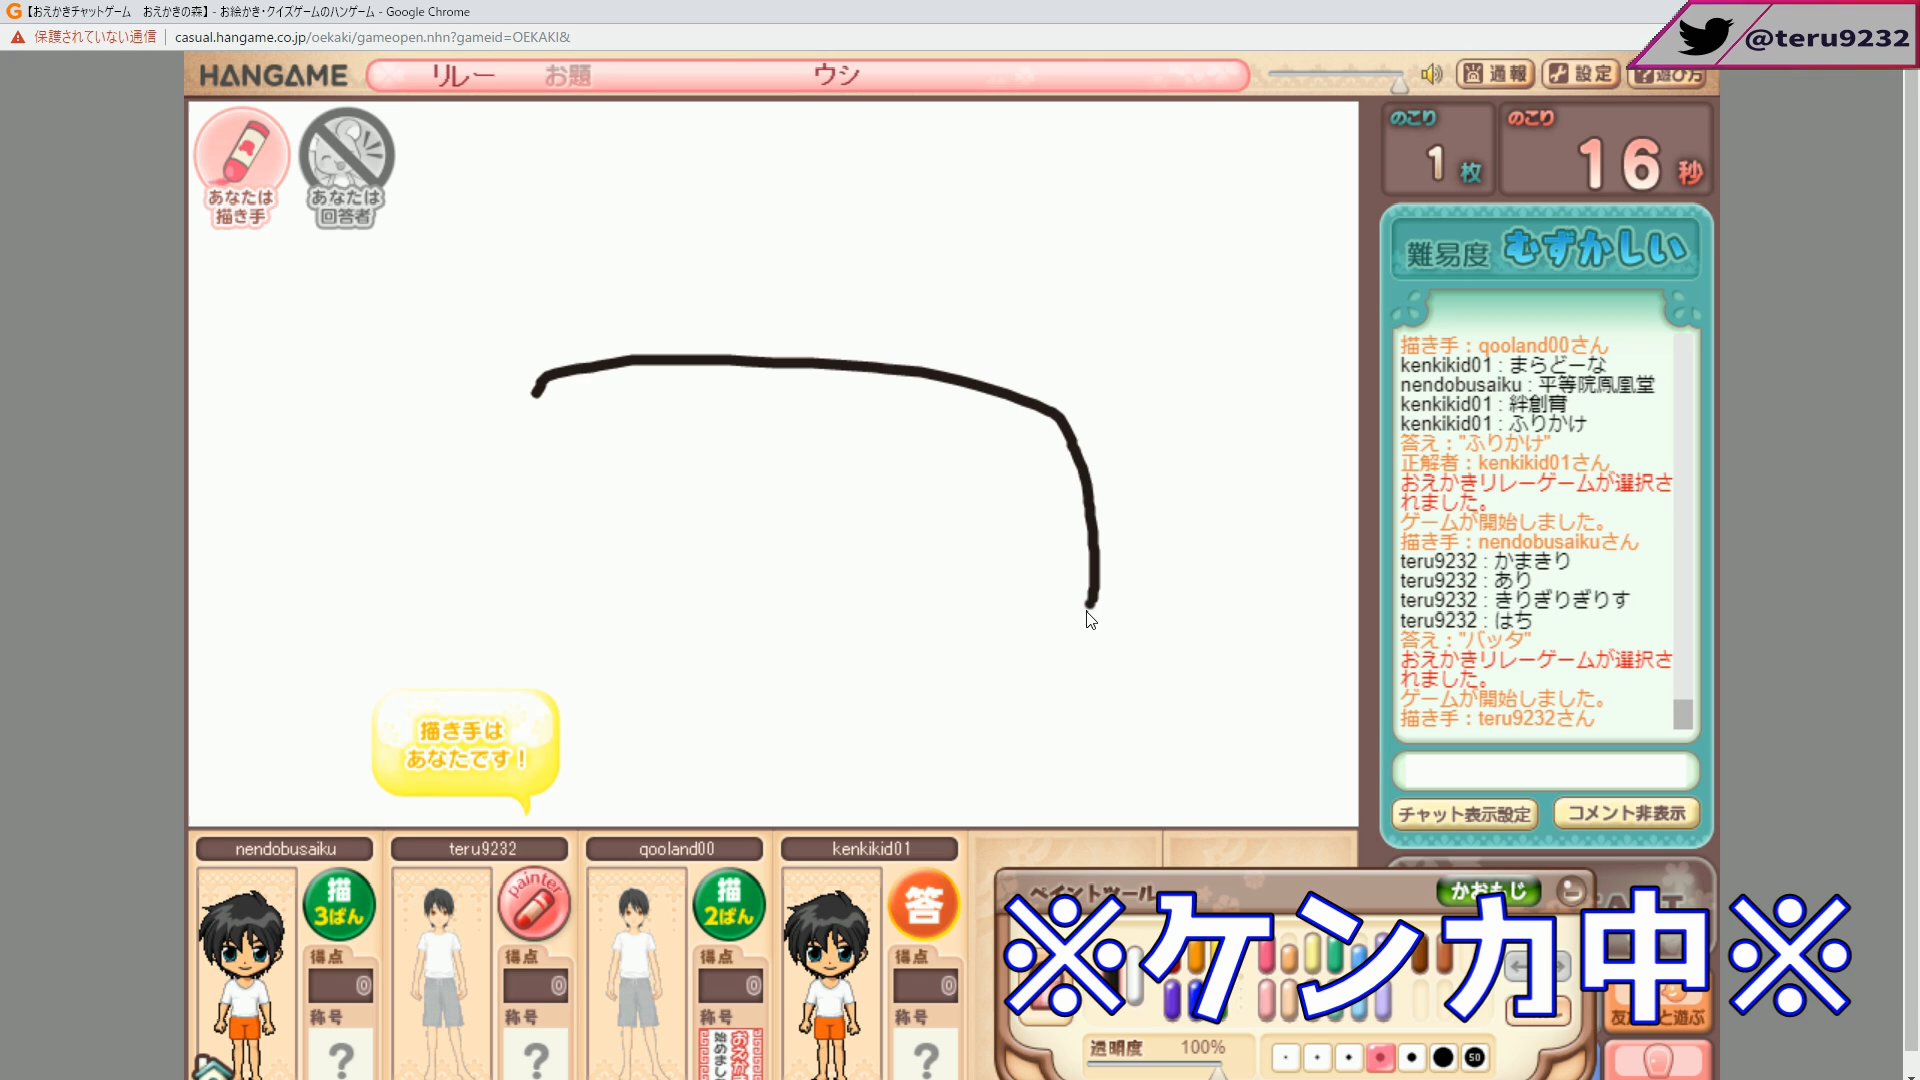 【おえかきチャットゲーム　おえかきの森】 - お絵かき・クイズゲームのハンゲーム - Google Chrome
保護されていない通信
casual.hangame.co.jp/oekaki/gameopen.nhn?gameid=OEKAKI&
@teru9232
HANGAME
リレー
お題
ウシ
通報
設定
遊び方
あなたは
描き手
あなたは
回答者
のこり
1枚
のこり
16秒
難易度 むずかしい
描き手：qooland00さん
kenkikid01 : まらどーな
nendobusaiku : 平等院鳳凰堂
kenkikid01 : 絆創膏
kenkikid01 : ふりかけ
答え："ふりかけ"
正解者：kenkikid01さん
おえかきリレーゲームが選択さ
れました。
ゲームが開始しました。
描き手：nendobusaikuさん
teru9232 : かまきり
teru9232 : あり
teru9232 : きりぎりぎりす
teru9232 : はち
答え："バッタ"
おえかきリレーゲームが選択さ
れました。
ゲームが開始しました。
描き手：teru9232さん
チャット表示設定
コメント非表示
描き手は
あなたです！
nendobusaiku
描
3ばん
得点
0
称号
?
teru9232
painter
得点
0
称号
?
qooland00
描
2ばん
得点
0
称号
kenkikid01
答
得点
0
称号
?
ペイントツール
かおもじ
※ケンカ中※
透明度
100%
50